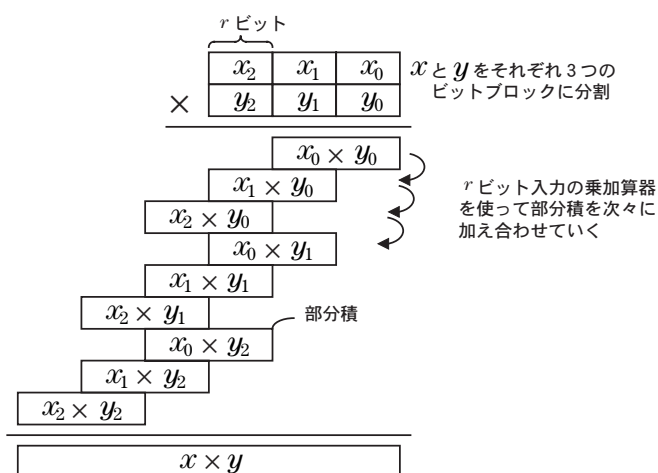 r ビット
x₂ x₁ x₀
× y₂ y₁ y₀
x と y をそれぞれ 3 つの
ビットブロックに分割
x₀ × y₀
x₁ × y₀
x₂ × y₀
x₀ × y₁
x₁ × y₁
x₂ × y₁
x₀ × y₂
x₁ × y₂
x₂ × y₂
r ビット入力の乗加算器
を使って部分積を次々に
加え合わせていく
部分積
x × y